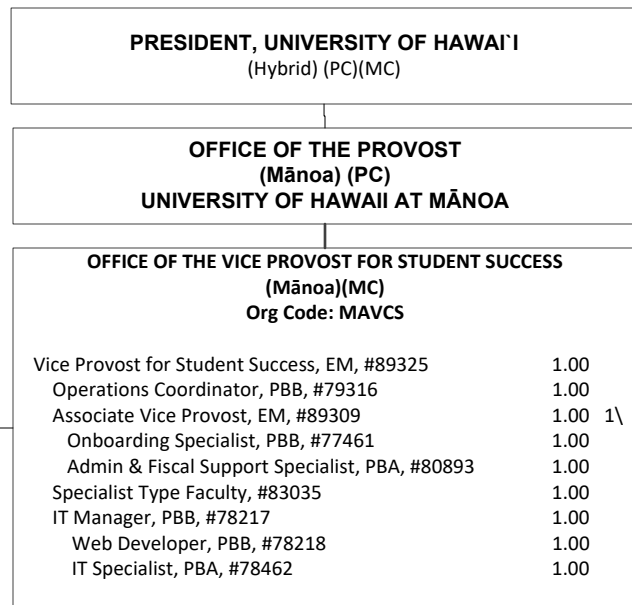 PRESIDENT, UNIVERSITY OF HAWAI`I
(Hybrid) (PC)(MC)
OFFICE OF THE PROVOST
(Mānoa) (PC)
UNIVERSITY OF HAWAII AT MĀNOA
OFFICE OF THE VICE PROVOST FOR STUDENT SUCCESS
(Mānoa)(MC)
Org Code: MAVCS
Vice Provost for Student Success, EM, #89325 1.00
Operations Coordinator, PBB, #79316 1.00
Associate Vice Provost, EM, #89309 1.00 1\
Onboarding Specialist, PBB, #77461 1.00
Admin & Fiscal Support Specialist, PBA, #80893 1.00
Specialist Type Faculty, #83035 1.00
IT Manager, PBB, #78217 1.00
Web Developer, PBB, #78218 1.00
IT Specialist, PBA, #78462 1.00